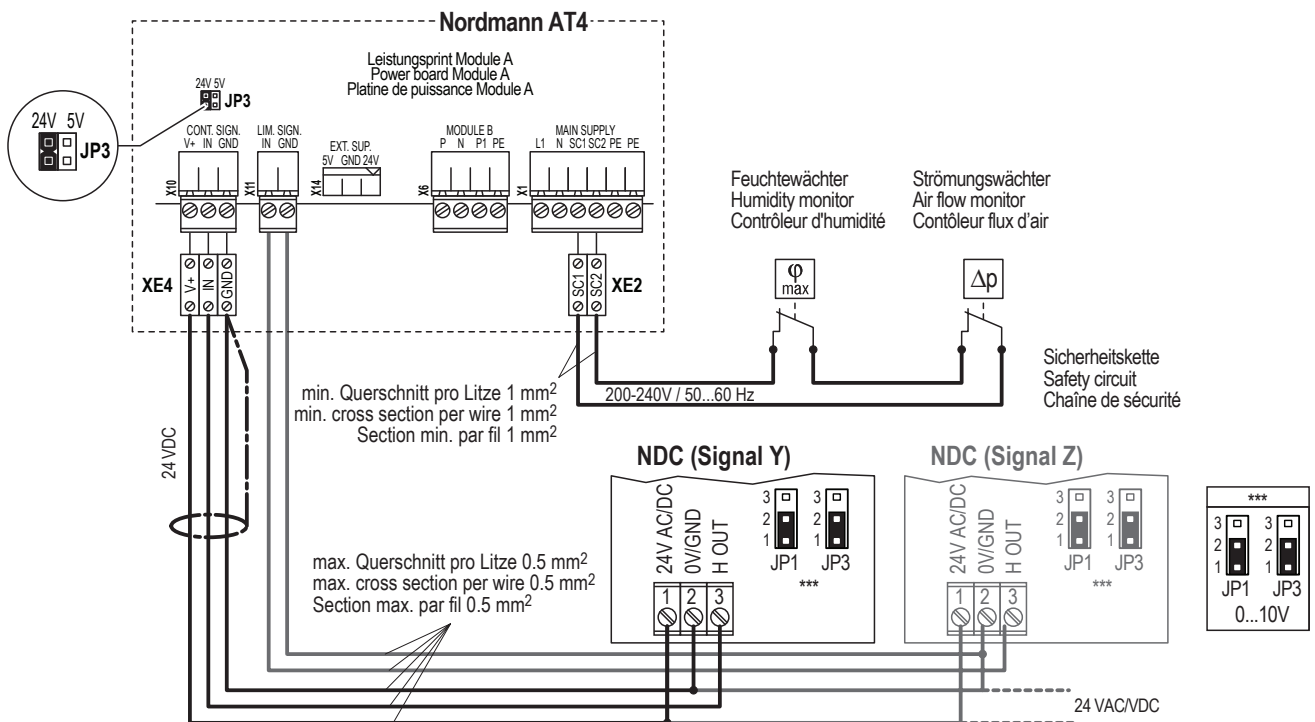 Nordmann AT4
Leistungsprint Module A
Power board Module A
Platine de puissance Module A
24V 5V
JP3
24V 5V
JP3
CONT. SIGN.
V+ IN GND
X10
LIM. SIGN.
IN GND
X11
EXT. SUP.
5V GND 24V
X14
MODULE B
P N P1 PE
X6
MAIN SUPPLY
L1 N SC1 SC2 PE PE
X1
Feuchtewächter
Humidity monitor
Contrôleur d'humidité
Strömungswächter
Air flow monitor
Contôleur flux d'air
XE4
V+
IN
GND
SC1
SC2
XE2
φ
max
Δp
Sicherheitskette
Safety circuit
Chaîne de sécurité
min. Querschnitt pro Litze 1 mm²
min. cross section per wire 1 mm²
Section min. par fil 1 mm²
200-240V / 50...60 Hz
24 VDC
NDC (Signal Y)
24V AC/DC
0V/GND
H OUT
3 3
2 2
1 1
JP1 JP3
***
1 2 3
NDC (Signal Z)
24V AC/DC
0V/GND
H OUT
3 3
2 2
1 1
JP1 JP3
***
1 2 3
***
3 3
2 2
1 1
JP1 JP3
0...10V
max. Querschnitt pro Litze 0.5 mm²
max. cross section per wire 0.5 mm²
Section max. par fil 0.5 mm²
24 VAC/VDC